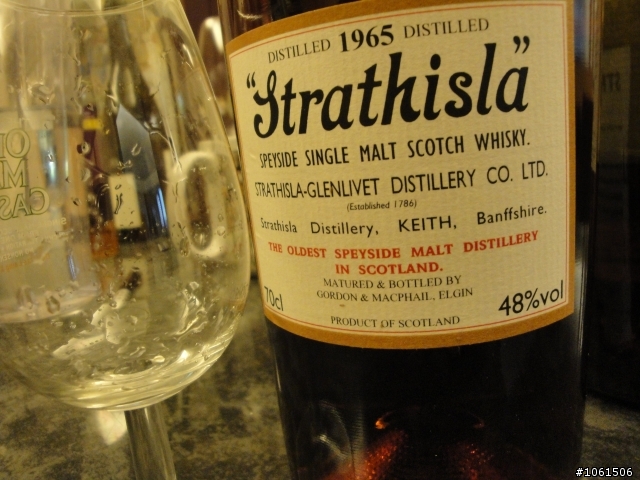 DISTILLED 1965 DISTILLED
"Strathisla"
SPEYSIDE SINGLE MALT SCOTCH WHISKY.
STRATHISLA-GLENLIVET DISTILLERY CO. LTD.
(Established 1786)
Strathisla Distillery, KEITH, Banffshire.
THE OLDEST SPEYSIDE MALT DISTILLERY
IN SCOTLAND.
MATURED & BOTTLED BY
GORDON & MACPHAIL, ELGIN
70cl 48%vol
PRODUCT OF SCOTLAND
#1061506